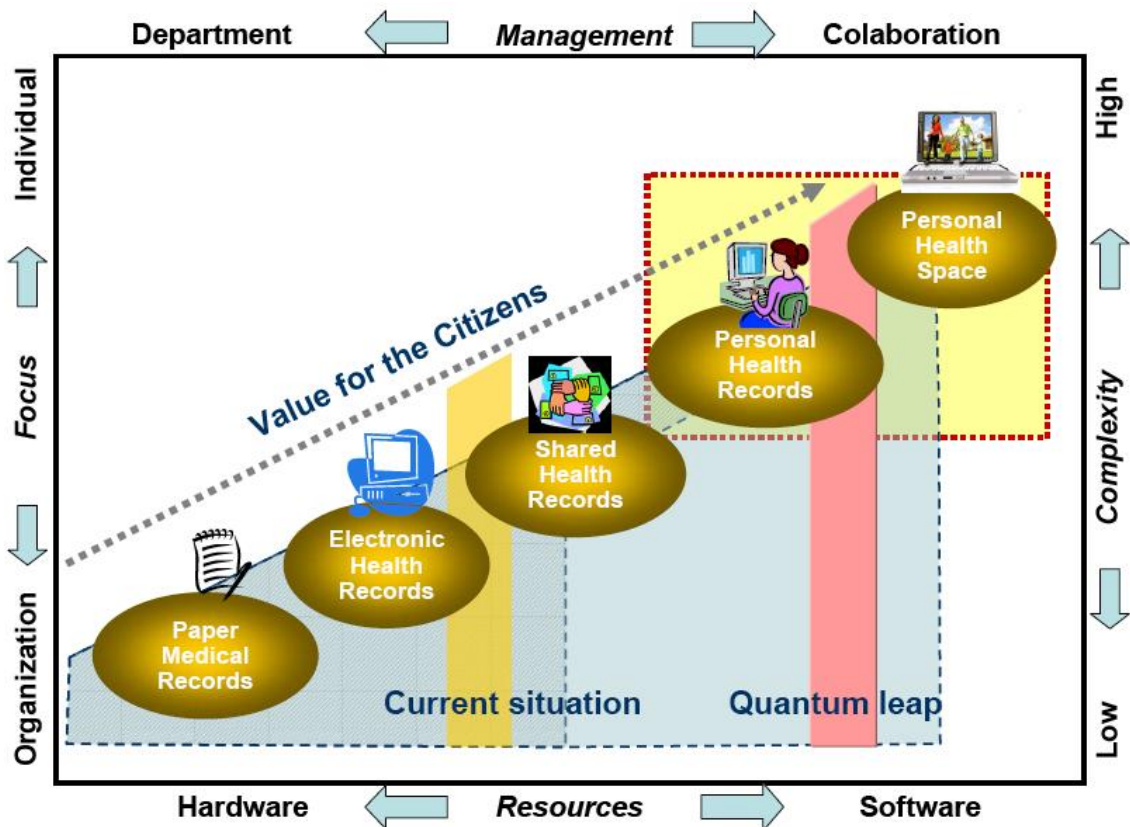 Department
Management
Colaboration
Individual
Focus
Organization
High
Complexity
Low
Value for the Citizens
Personal
Health
Space
Personal
Health
Records
Shared
Health
Records
Electronic
Health
Records
Paper
Medical
Records
Current situation
Quantum leap
Hardware
Resources
Software